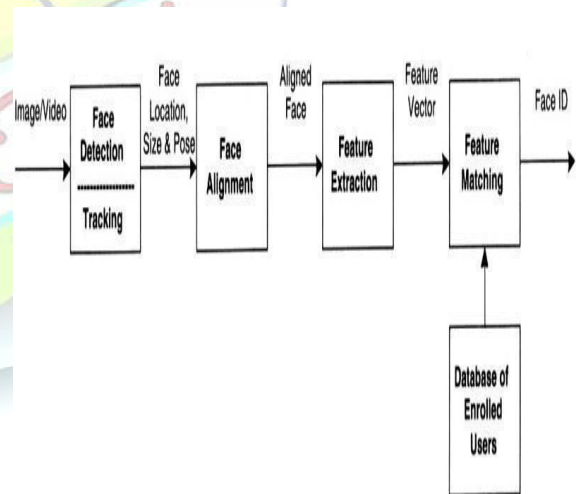 Image/Video
Face
Detection
Tracking
Face
Location,
Size & Pose
Face
Alignment
Aligned
Face
Feature
Extraction
Feature
Vector
Feature
Matching
Face ID
Database of
Enrolled
Users